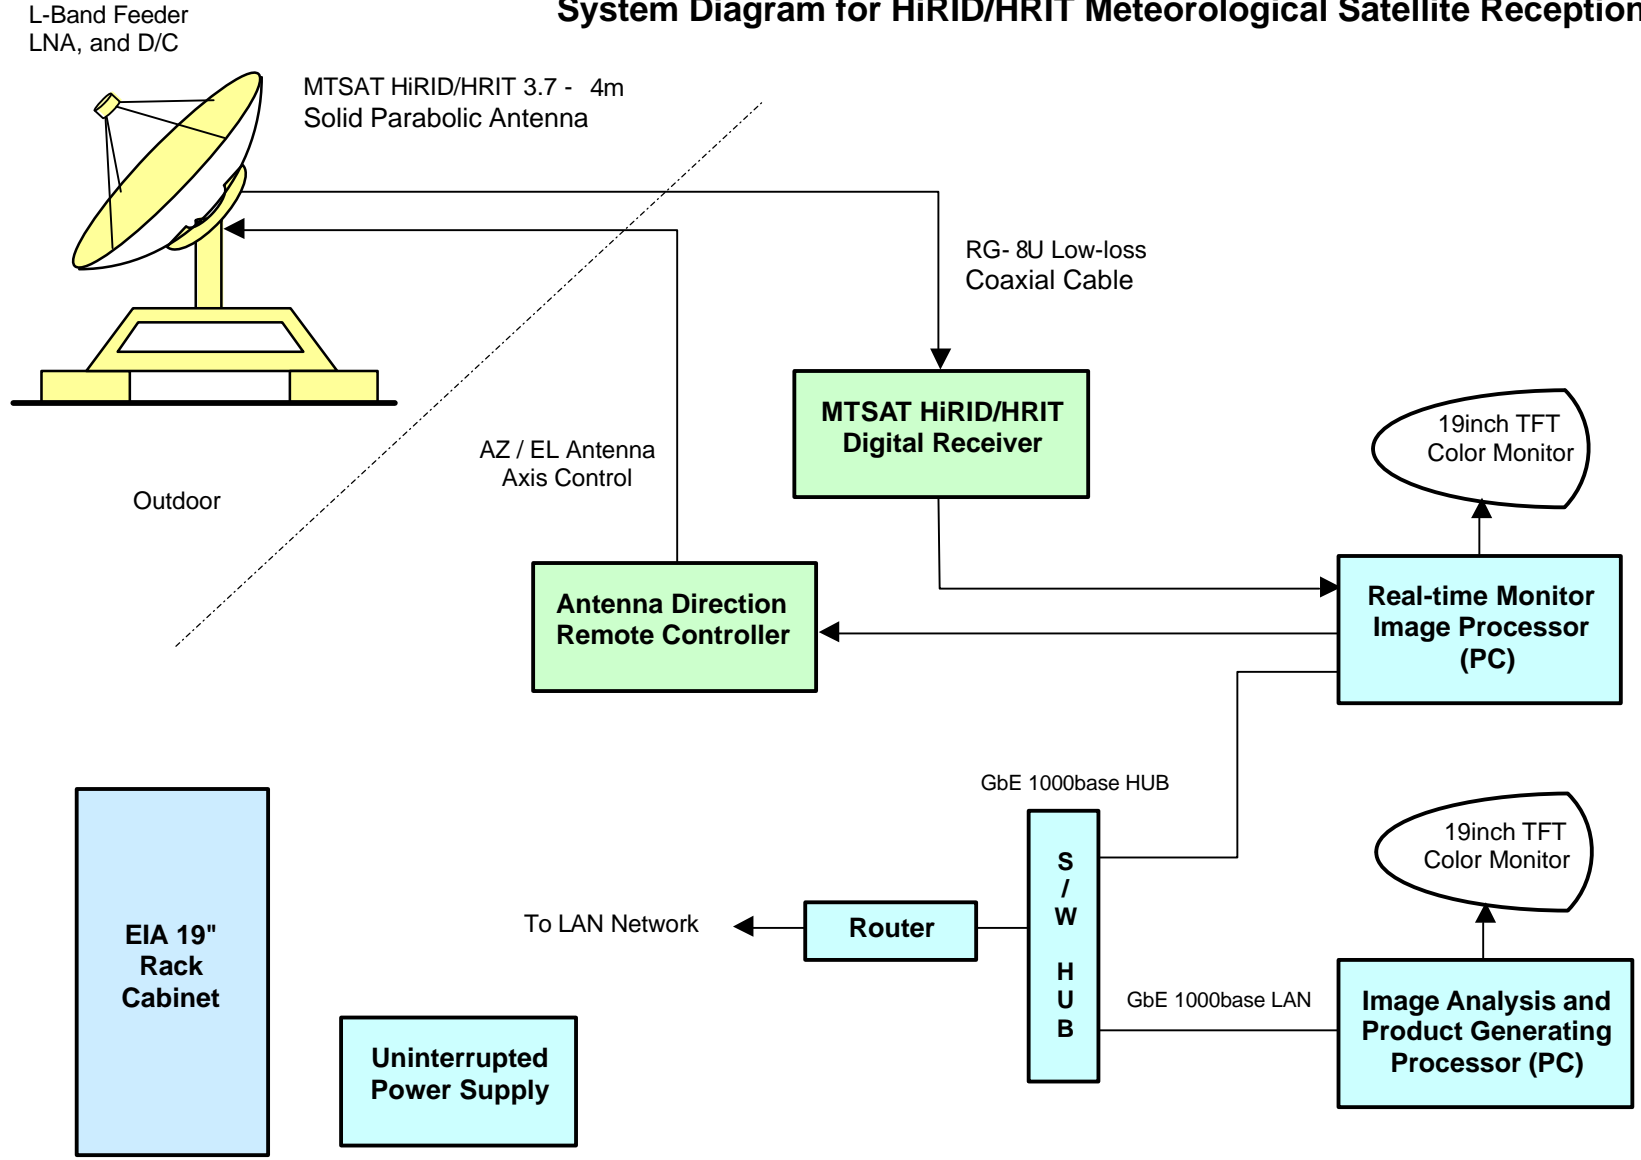 System Diagram for HiRID/HRIT Meteorological Satellite Reception
L-Band Feeder
LNA, and D/C
MTSAT HiRID/HRIT 3.7 - 4m
Solid Parabolic Antenna
RG- 8U Low-loss
Coaxial Cable
MTSAT HiRID/HRIT
Digital Receiver
19inch TFT
Color Monitor
AZ / EL Antenna
Axis Control
Outdoor
Antenna Direction
Remote Controller
Real-time Monitor
Image Processor
(PC)
GbE 1000base HUB
S
/
W
H
U
B
19inch TFT
Color Monitor
To LAN Network
Router
EIA 19"
Rack
Cabinet
GbE 1000base LAN
Image Analysis and
Product Generating
Processor (PC)
Uninterrupted
Power Supply